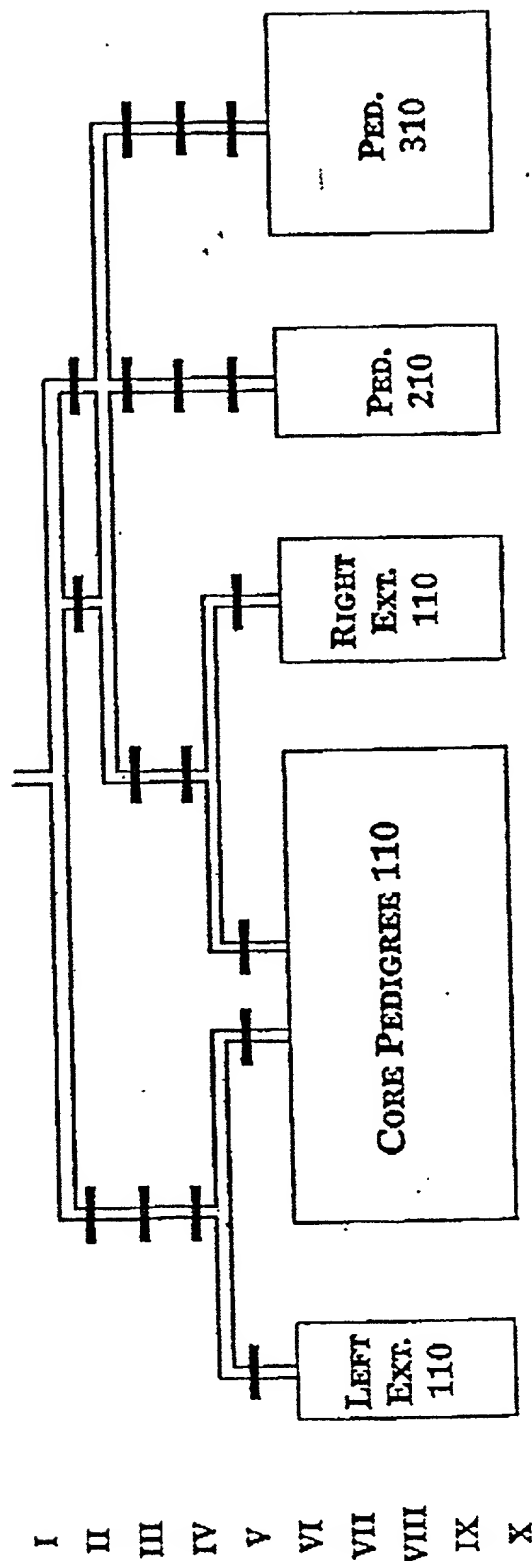 I
II
III
IV
V
VI
VII
VIII
IX
X
LEFT
EXT.
110
CORE PEDIGREE 110
RIGHT
EXT.
110
PED.
210
PED.
310